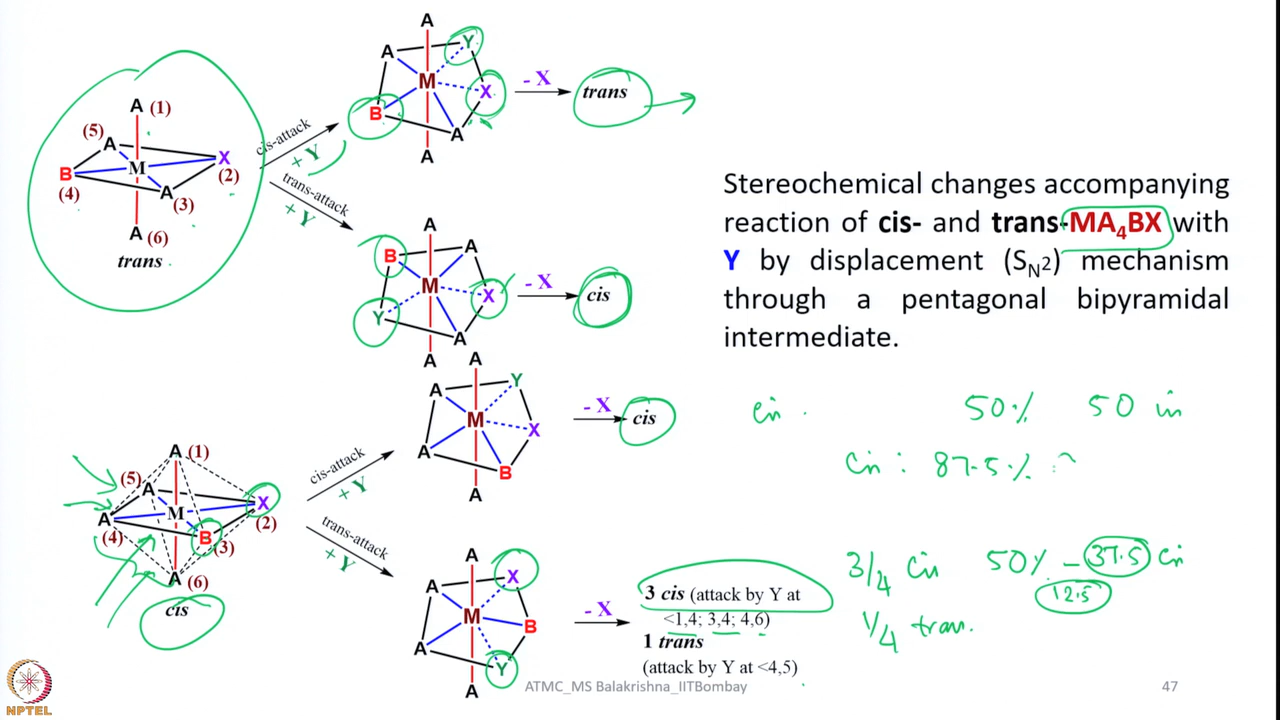 A
A
Y
M
X
B
A
A
cis-attack
+ Y
- X
trans
A (1)
(5) A
B
M
X
(4)
(2)
A
(3)
A (6)
trans
trans-attack
+ Y
A
B
A
M
X
Y
A
A
- X
cis
Stereochemical changes accompanying
reaction of cis- and trans-MA4BX with
Y by displacement (SN2) mechanism
through a pentagonal bipyramidal
intermediate.
A
A
Y
M
X
A
B
A
- X
cis
cis-attack
+ Y
A (1)
(5)
A
X
M
A
(2)
(4)
B
(3)
A (6)
cis
trans-attack
+ Y
A
A
X
M
B
A
Y
A
- X
3 cis (attack by Y at
<1,4; 3,4; 4,6)
1 trans
(attack by Y at <4,5)
50%
50
87.5%
3/4
50% - 37.5
12.5
1/4 tran.
NPTEL
ATMC_MS Balakrishna_IITBombay
47